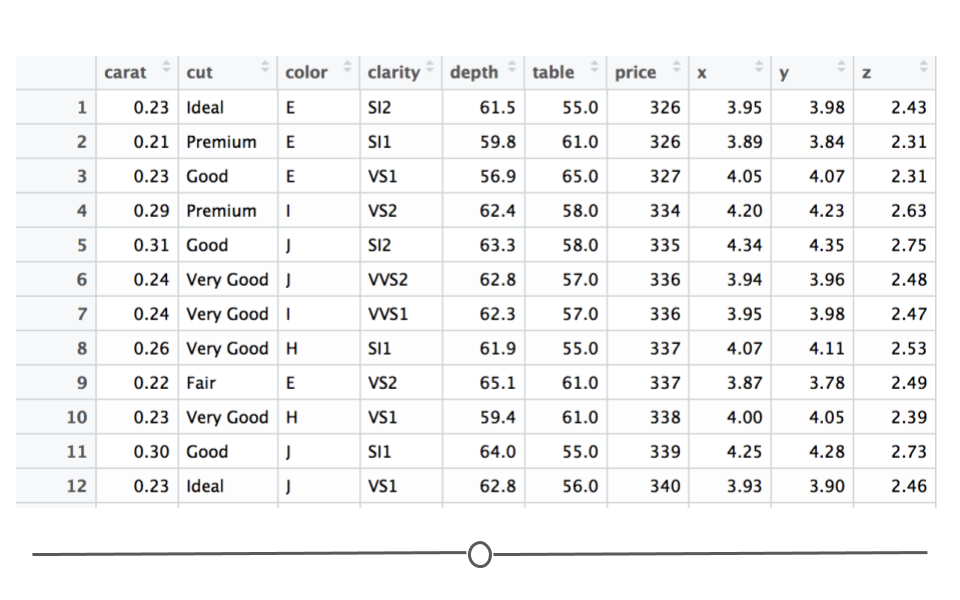 carat cut color clarity depth table price x y z
1 0.23 Ideal E SI2 61.5 55.0 326 3.95 3.98 2.43
2 0.21 Premium E SI1 59.8 61.0 326 3.89 3.84 2.31
3 0.23 Good E VS1 56.9 65.0 327 4.05 4.07 2.31
4 0.29 Premium I VS2 62.4 58.0 334 4.20 4.23 2.63
5 0.31 Good J SI2 63.3 58.0 335 4.34 4.35 2.75
6 0.24 Very Good J VVS2 62.8 57.0 336 3.94 3.96 2.48
7 0.24 Very Good I VVS1 62.3 57.0 336 3.95 3.98 2.47
8 0.26 Very Good H SI1 61.9 55.0 337 4.07 4.11 2.53
9 0.22 Fair E VS2 65.1 61.0 337 3.87 3.78 2.49
10 0.23 Very Good H VS1 59.4 61.0 338 4.00 4.05 2.39
11 0.30 Good J SI1 64.0 55.0 339 4.25 4.28 2.73
12 0.23 Ideal J VS1 62.8 56.0 340 3.93 3.90 2.46